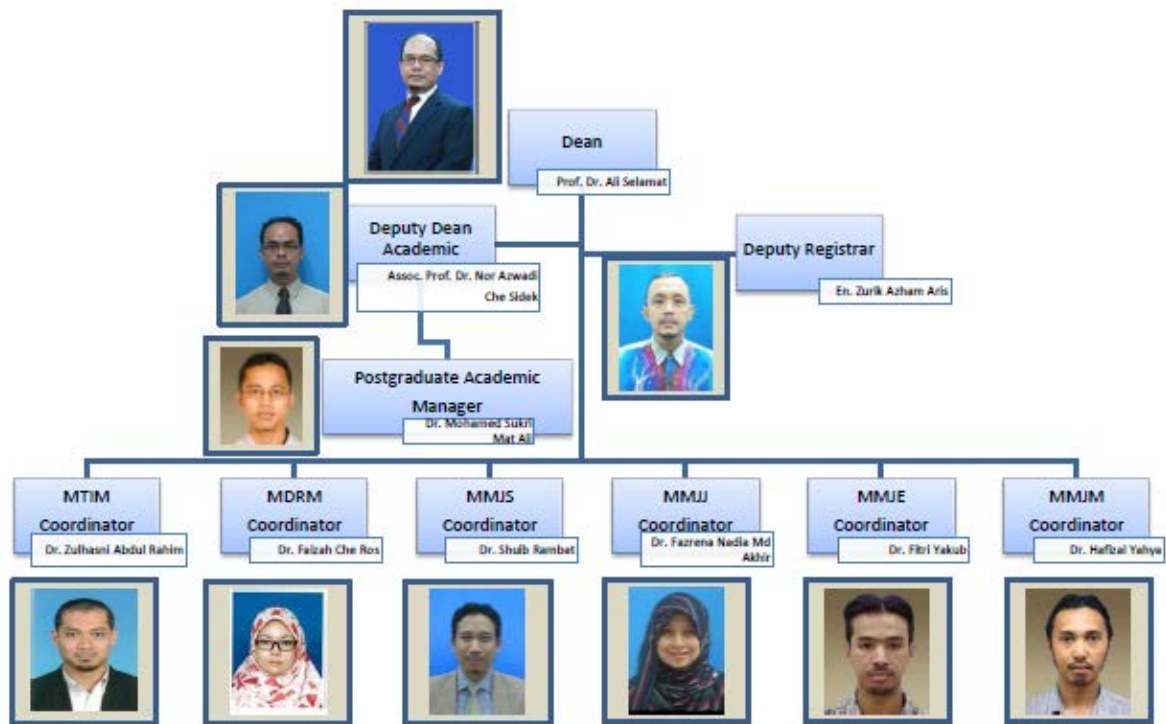 Dean
Prof. Dr. Ali Selamat
Deputy Dean
Academic
Assoc. Prof. Dr. Nor Azwadi
Che Sidek
Deputy Registrar
En. Zurik Azham Aris
Postgraduate Academic
Manager
Dr. Mohamed Sukri
Mat Ali
MTIM
Coordinator
Dr. Zulhasni Abdul Rahim
MDRM
Coordinator
Dr. Faizah Che Ros
MMJS
Coordinator
Dr. Shuib Rambat
MMJJ
Coordinator
Dr. Fazrena Nadia Md
Akhir
MMJE
Coordinator
Dr. Fitri Yakub
MMJM
Coordinator
Dr. Hafizal Yahya